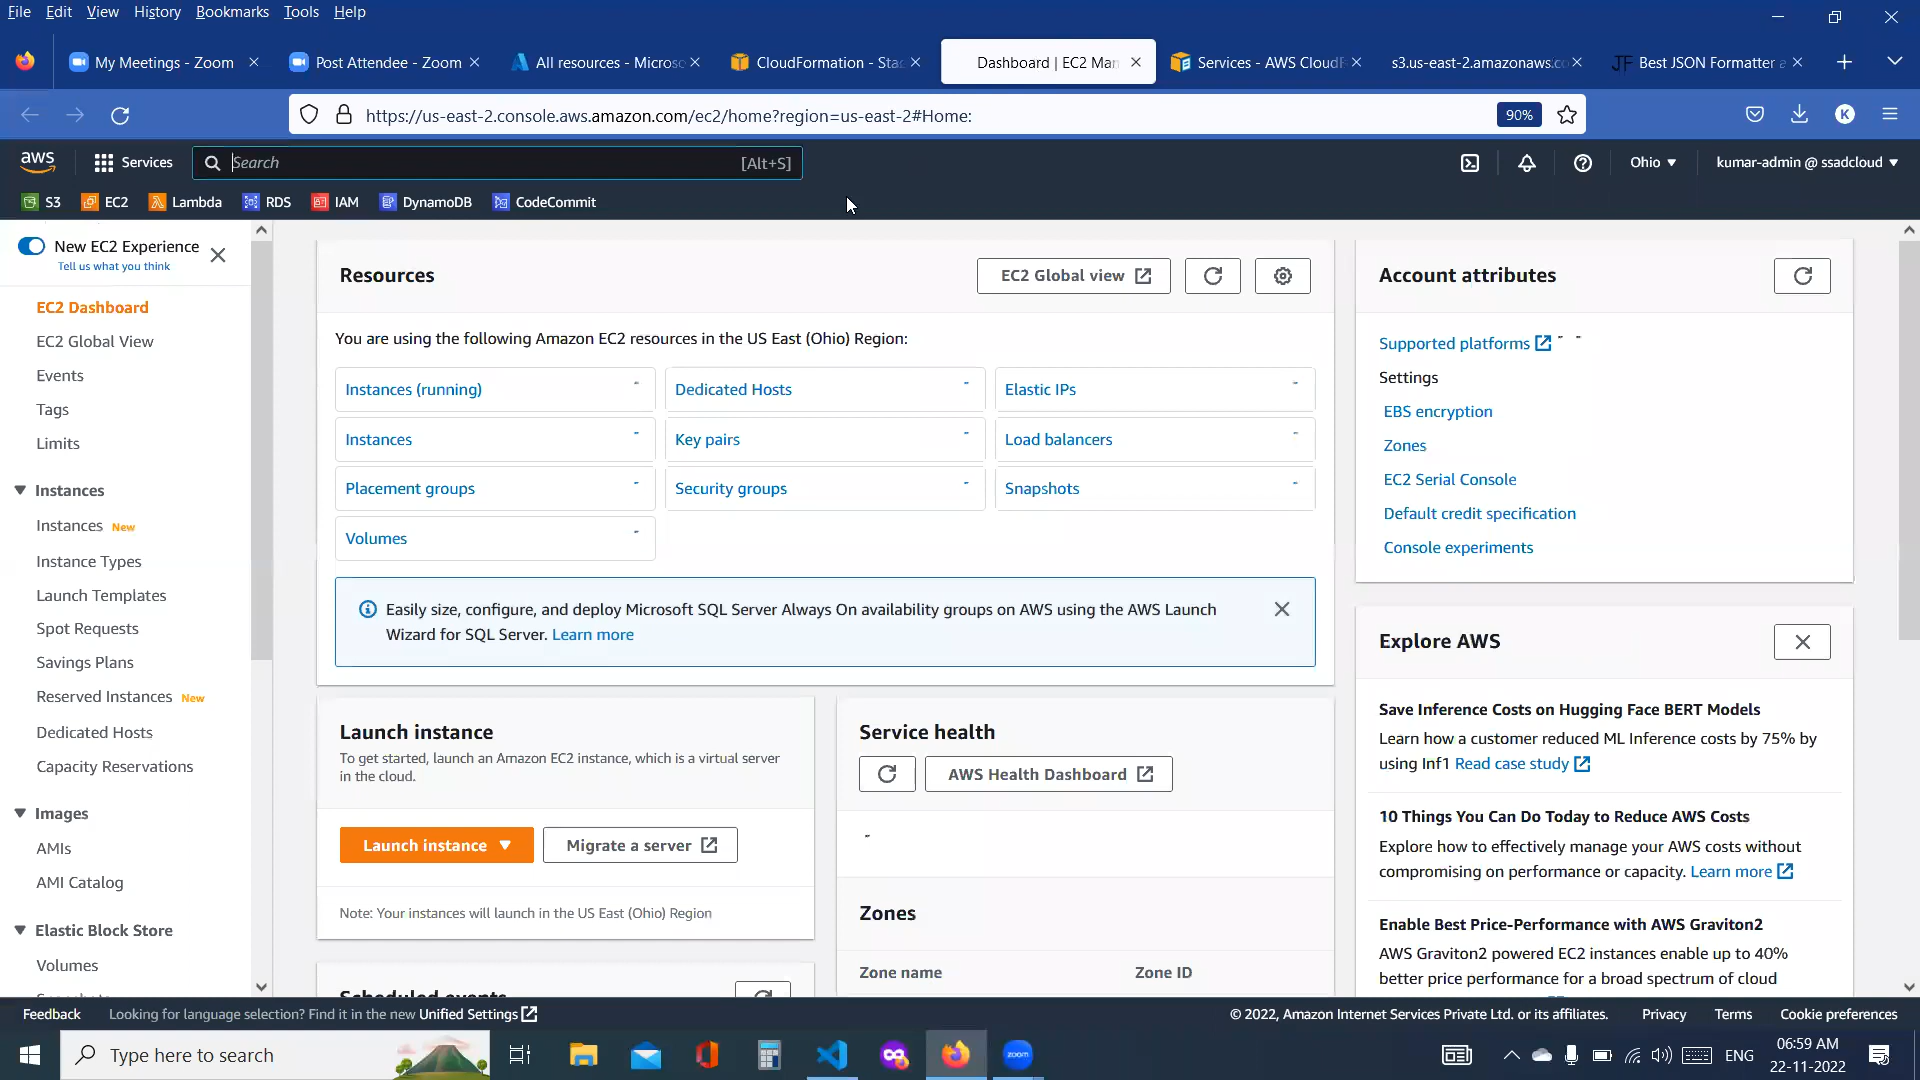 File Edit View History Bookmarks Tools Help
My Meetings - Zoom
Post Attendee - Zoom
All resources - Microso
CloudFormation - Stac
Dashboard | EC2 Man
Services - AWS CloudF
s3.us-east-2.amazonaws.co
JF Best JSON Formatter a
https://us-east-2.console.aws.amazon.com/ec2/home?region=us-east-2#Home:
90%
K
aws
Services
Search
[Alt+S]
Ohio
kumar-admin @ ssadcloud
S3 EC2 Lambda RDS IAM DynamoDB CodeCommit
New EC2 Experience
Tell us what you think
EC2 Dashboard
EC2 Global View
Events
Tags
Limits
Instances
Instances New
Instance Types
Launch Templates
Spot Requests
Savings Plans
Reserved Instances New
Dedicated Hosts
Capacity Reservations
Images
AMIs
AMI Catalog
Elastic Block Store
Volumes
Snapshots
Resources
EC2 Global view
You are using the following Amazon EC2 resources in the US East (Ohio) Region:
Instances (running) -
Dedicated Hosts -
Elastic IPs -
Instances -
Key pairs -
Load balancers -
Placement groups -
Security groups -
Snapshots -
Volumes -
Easily size, configure, and deploy Microsoft SQL Server Always On availability groups on AWS using the AWS Launch
Wizard for SQL Server. Learn more
Launch instance
To get started, launch an Amazon EC2 instance, which is a virtual server
in the cloud.
Launch instance
Migrate a server
Note: Your instances will launch in the US East (Ohio) Region
Scheduled events
Service health
AWS Health Dashboard
-
Zones
Zone name
Zone ID
Account attributes
Supported platforms - -
Settings
EBS encryption
Zones
EC2 Serial Console
Default credit specification
Console experiments
Explore AWS
Save Inference Costs on Hugging Face BERT Models
Learn how a customer reduced ML Inference costs by 75% by
using Inf1 Read case study
10 Things You Can Do Today to Reduce AWS Costs
Explore how to effectively manage your AWS costs without
compromising on performance or capacity. Learn more
Enable Best Price-Performance with AWS Graviton2
AWS Graviton2 powered EC2 instances enable up to 40%
better price performance for a broad spectrum of cloud
Feedback
Looking for language selection? Find it in the new Unified Settings
© 2022, Amazon Internet Services Private Ltd. or its affiliates.
Privacy
Terms
Cookie preferences
Type here to search
zoom
ENG
06:59 AM
22-11-2022